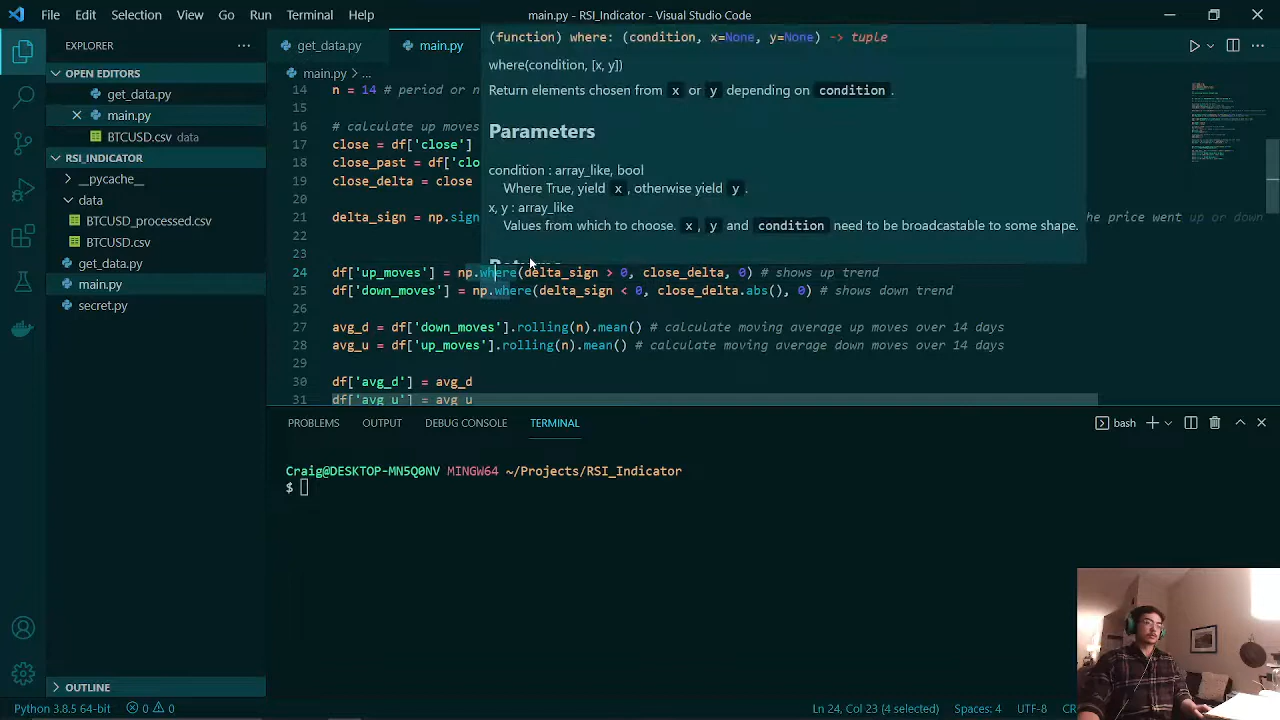 File Edit Selection View Go Run Terminal Help
main.py - RSI_Indicator - Visual Studio Code
EXPLORER
OPEN EDITORS
get_data.py
main.py
BTCUSD.csv data
RSI_INDICATOR
__pycache__
data
BTCUSD_processed.csv
BTCUSD.csv
get_data.py
main.py
secret.py
OUTLINE
get_data.py main.py
main.py > ...
(function) where: (condition, x=None, y=None) -> tuple
where(condition, [x, y])
Return elements chosen from x or y depending on condition.
Parameters
condition : array_like, bool
Where True, yield x, otherwise yield y.
x, y : array_like
Values from which to choose. x, y and condition need to be broadcastable to some shape.
14 n = 14 # period or n
15
16 # calculate up moves
17 close = df['close']
18 close_past = df['clo
19 close_delta = close
20
21 delta_sign = np.sign he price went up or down
22
23
24 df['up_moves'] = np.where(delta_sign > 0, close_delta, 0) # shows up trend
25 df['down_moves'] = np.where(delta_sign < 0, close_delta.abs(), 0) # shows down trend
26
27 avg_d = df['down_moves'].rolling(n).mean() # calculate moving average up moves over 14 days
28 avg_u = df['up_moves'].rolling(n).mean() # calculate moving average down moves over 14 days
29
30 df['avg_d'] = avg_d
31 df['avg_u'] = avg_u
PROBLEMS OUTPUT DEBUG CONSOLE TERMINAL
bash
Craig@DESKTOP-MN5Q0NV MINGW64 ~/Projects/RSI_Indicator
$
Python 3.8.5 64-bit 0 0
Ln 24, Col 23 (4 selected) Spaces: 4 UTF-8 CR